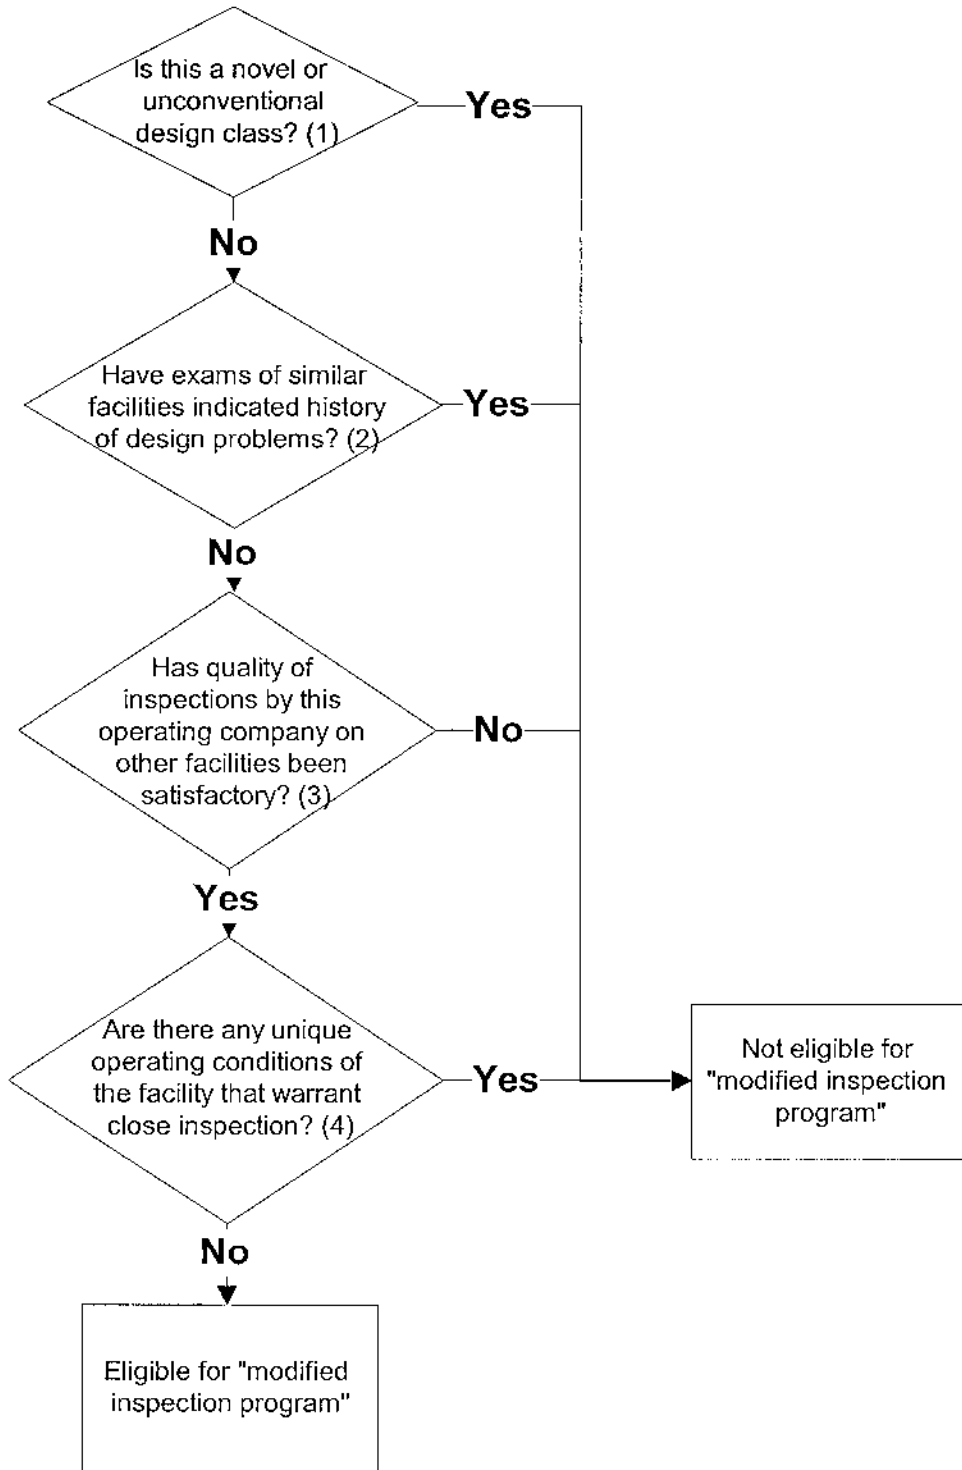 Is this a novel or
unconventional
design class? (1)
Yes
No
Have exams of similar
facilities indicated history
of design problems? (2)
Yes
No
Has quality of
inspections by this
operating company on
other facilities been
satisfactory? (3)
No
Yes
Are there any unique
operating conditions of
the facility that warrant
close inspection? (4)
Yes
Not eligible for
"modified inspection
program"
No
Eligible for "modified
inspection program"